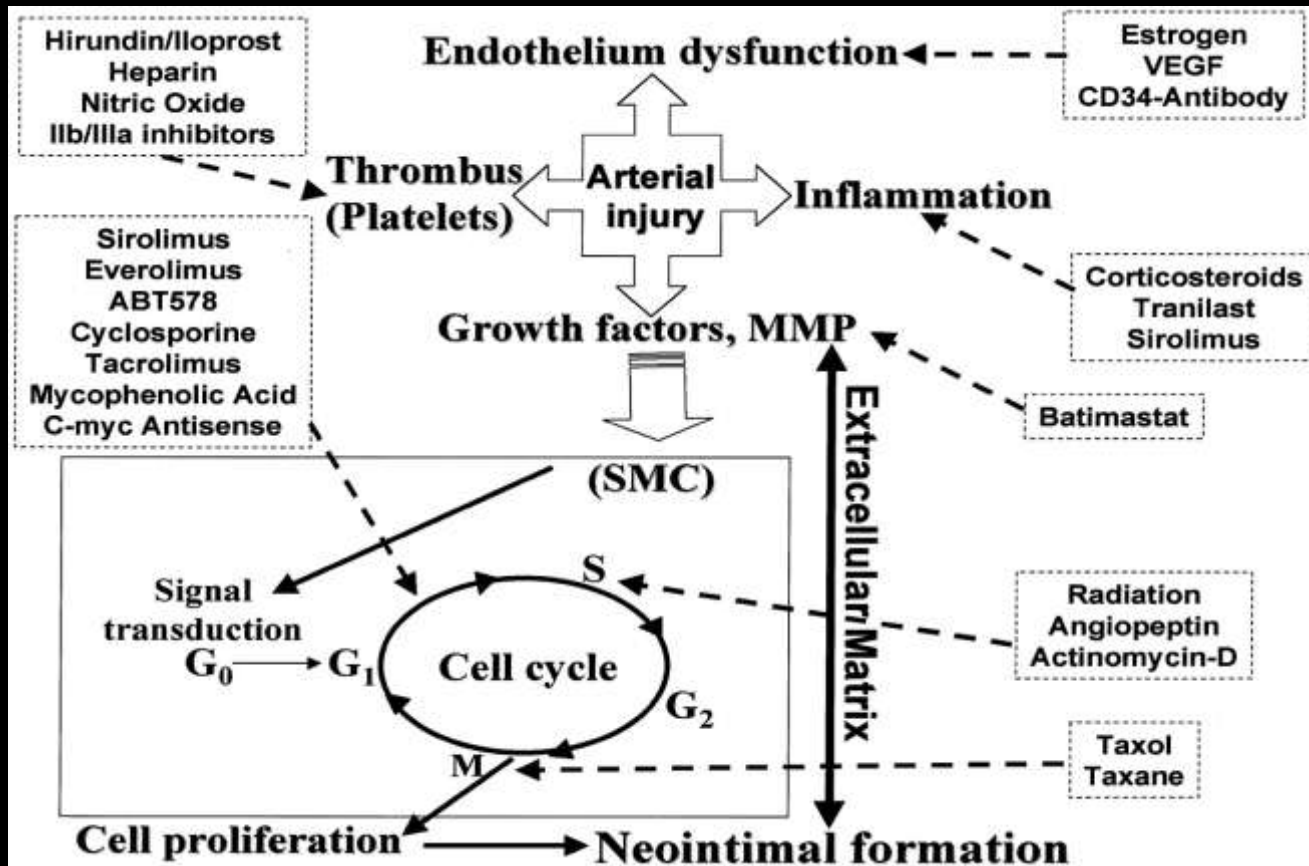 Hirundin/Iloprost
Heparin
Nitric Oxide
IIb/IIIa inhibitors
Endothelium dysfunction
Estrogen
VEGF
CD34-Antibody
Thrombus
(Platelets)
Arterial
injury
Inflammation
Sirolimus
Everolimus
ABT578
Cyclosporine
Tacrolimus
Mycophenolic Acid
C-myc Antisense
Corticosteroids
Tranilast
Sirolimus
Growth factors, MMP
Batimastat
Extracellular Matrix
(SMC)
Signal
transduction
G₀
G₁
Cell cycle
S
G₂
M
Radiation
Angiopeptin
Actinomycin-D
Taxol
Taxane
Cell proliferation
Neointimal formation